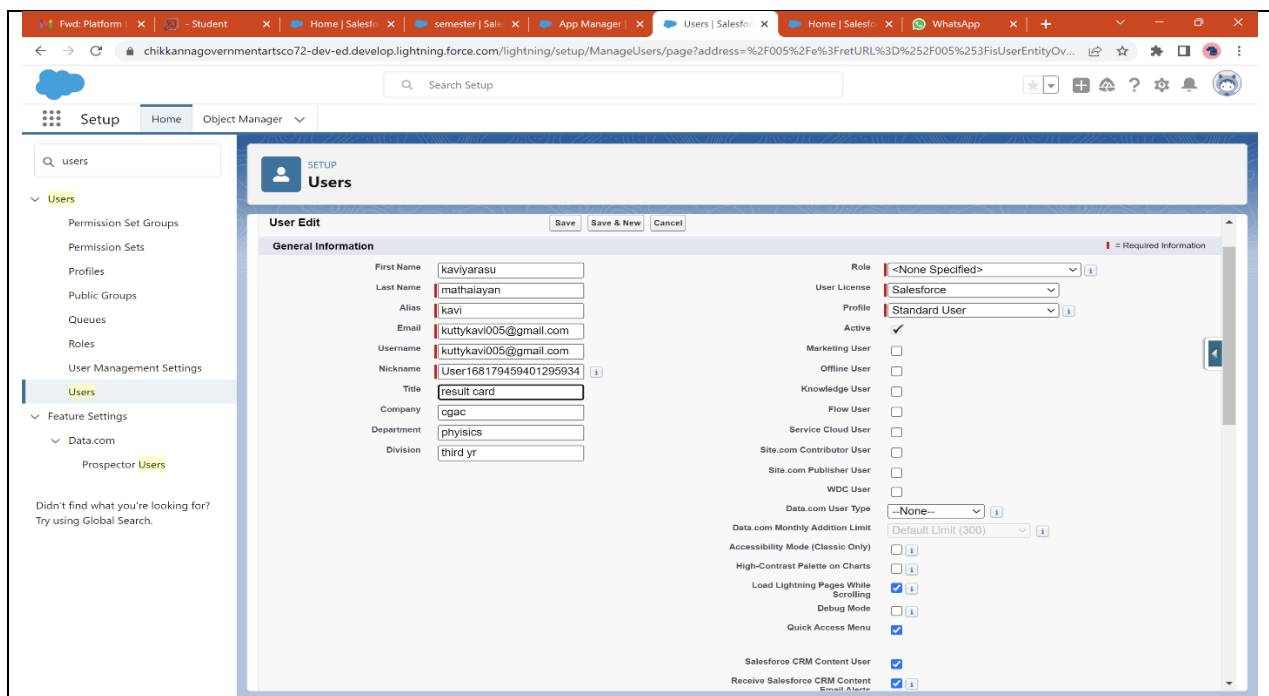 Fwd: Platform
- Student
Home | Salesfo
semester | Sale
App Manager |
Users | Salesfor
Home | Salesfo
WhatsApp
chikkannagovernmentartsco72-dev-ed.develop.lightning.force.com/lightning/setup/ManageUsers/page?address=%2F005%2Fe%3FretURL%3D%252F005%253FisUserEntityOv...
Search Setup
Setup Home Object Manager
users
SETUP
Users
Users
Permission Set Groups
Permission Sets
Profiles
Public Groups
Queues
Roles
User Management Settings
Users
Feature Settings
Data.com
Prospector Users
Didn't find what you're looking for?
Try using Global Search.
User Edit Save Save & New Cancel
General Information = Required Information
First Name kaviyarasu
Last Name mathaiayan
Alias kavi
Email kuttykavi005@gmail.com
Username kuttykavi005@gmail.com
Nickname User168179459401295934
Title result card
Company cgac
Department phyisics
Division third yr
Role <None Specified>
User License Salesforce
Profile Standard User
Active
Marketing User
Offline User
Knowledge User
Flow User
Service Cloud User
Site.com Contributor User
Site.com Publisher User
WDC User
Data.com User Type --None--
Data.com Monthly Addition Limit Default Limit (300)
Accessibility Mode (Classic Only)
High-Contrast Palette on Charts
Load Lightning Pages While
Scrolling
Debug Mode
Quick Access Menu
Salesforce CRM Content User
Receive Salesforce CRM Content
Email Alerts